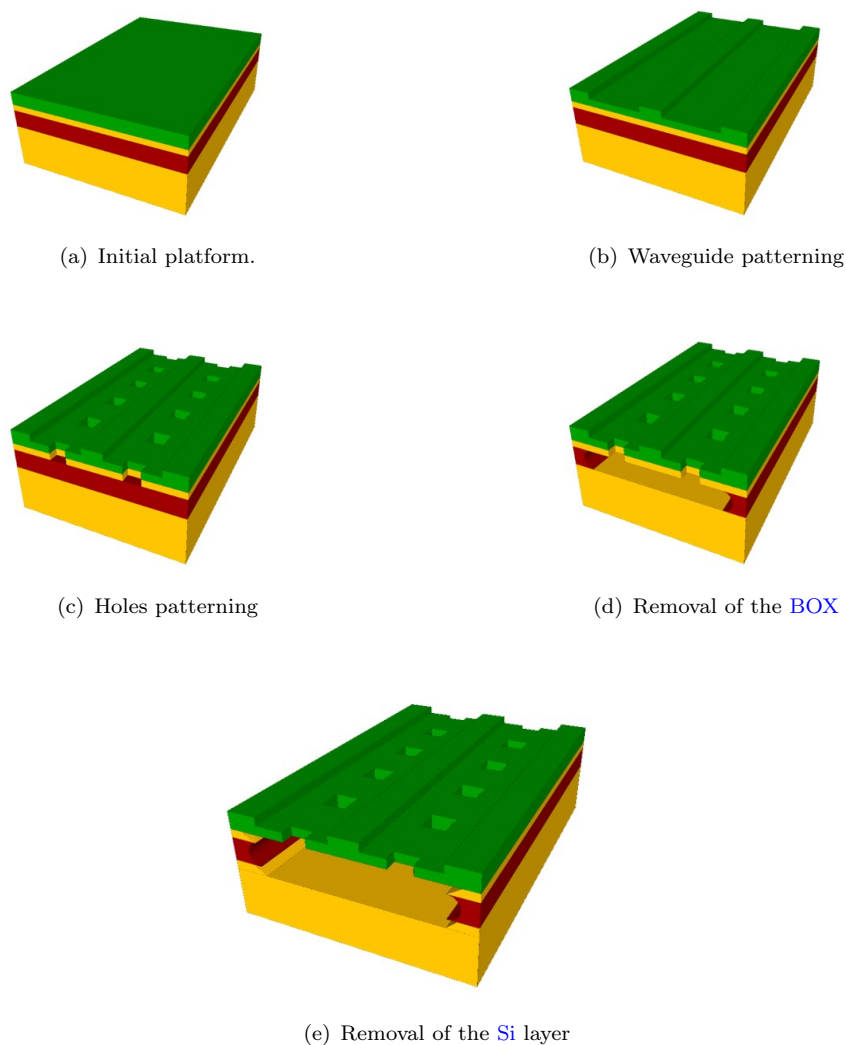 (a) Initial platform.
(b) Waveguide patterning
(c) Holes patterning
(d) Removal of the BOX
(e) Removal of the Si layer